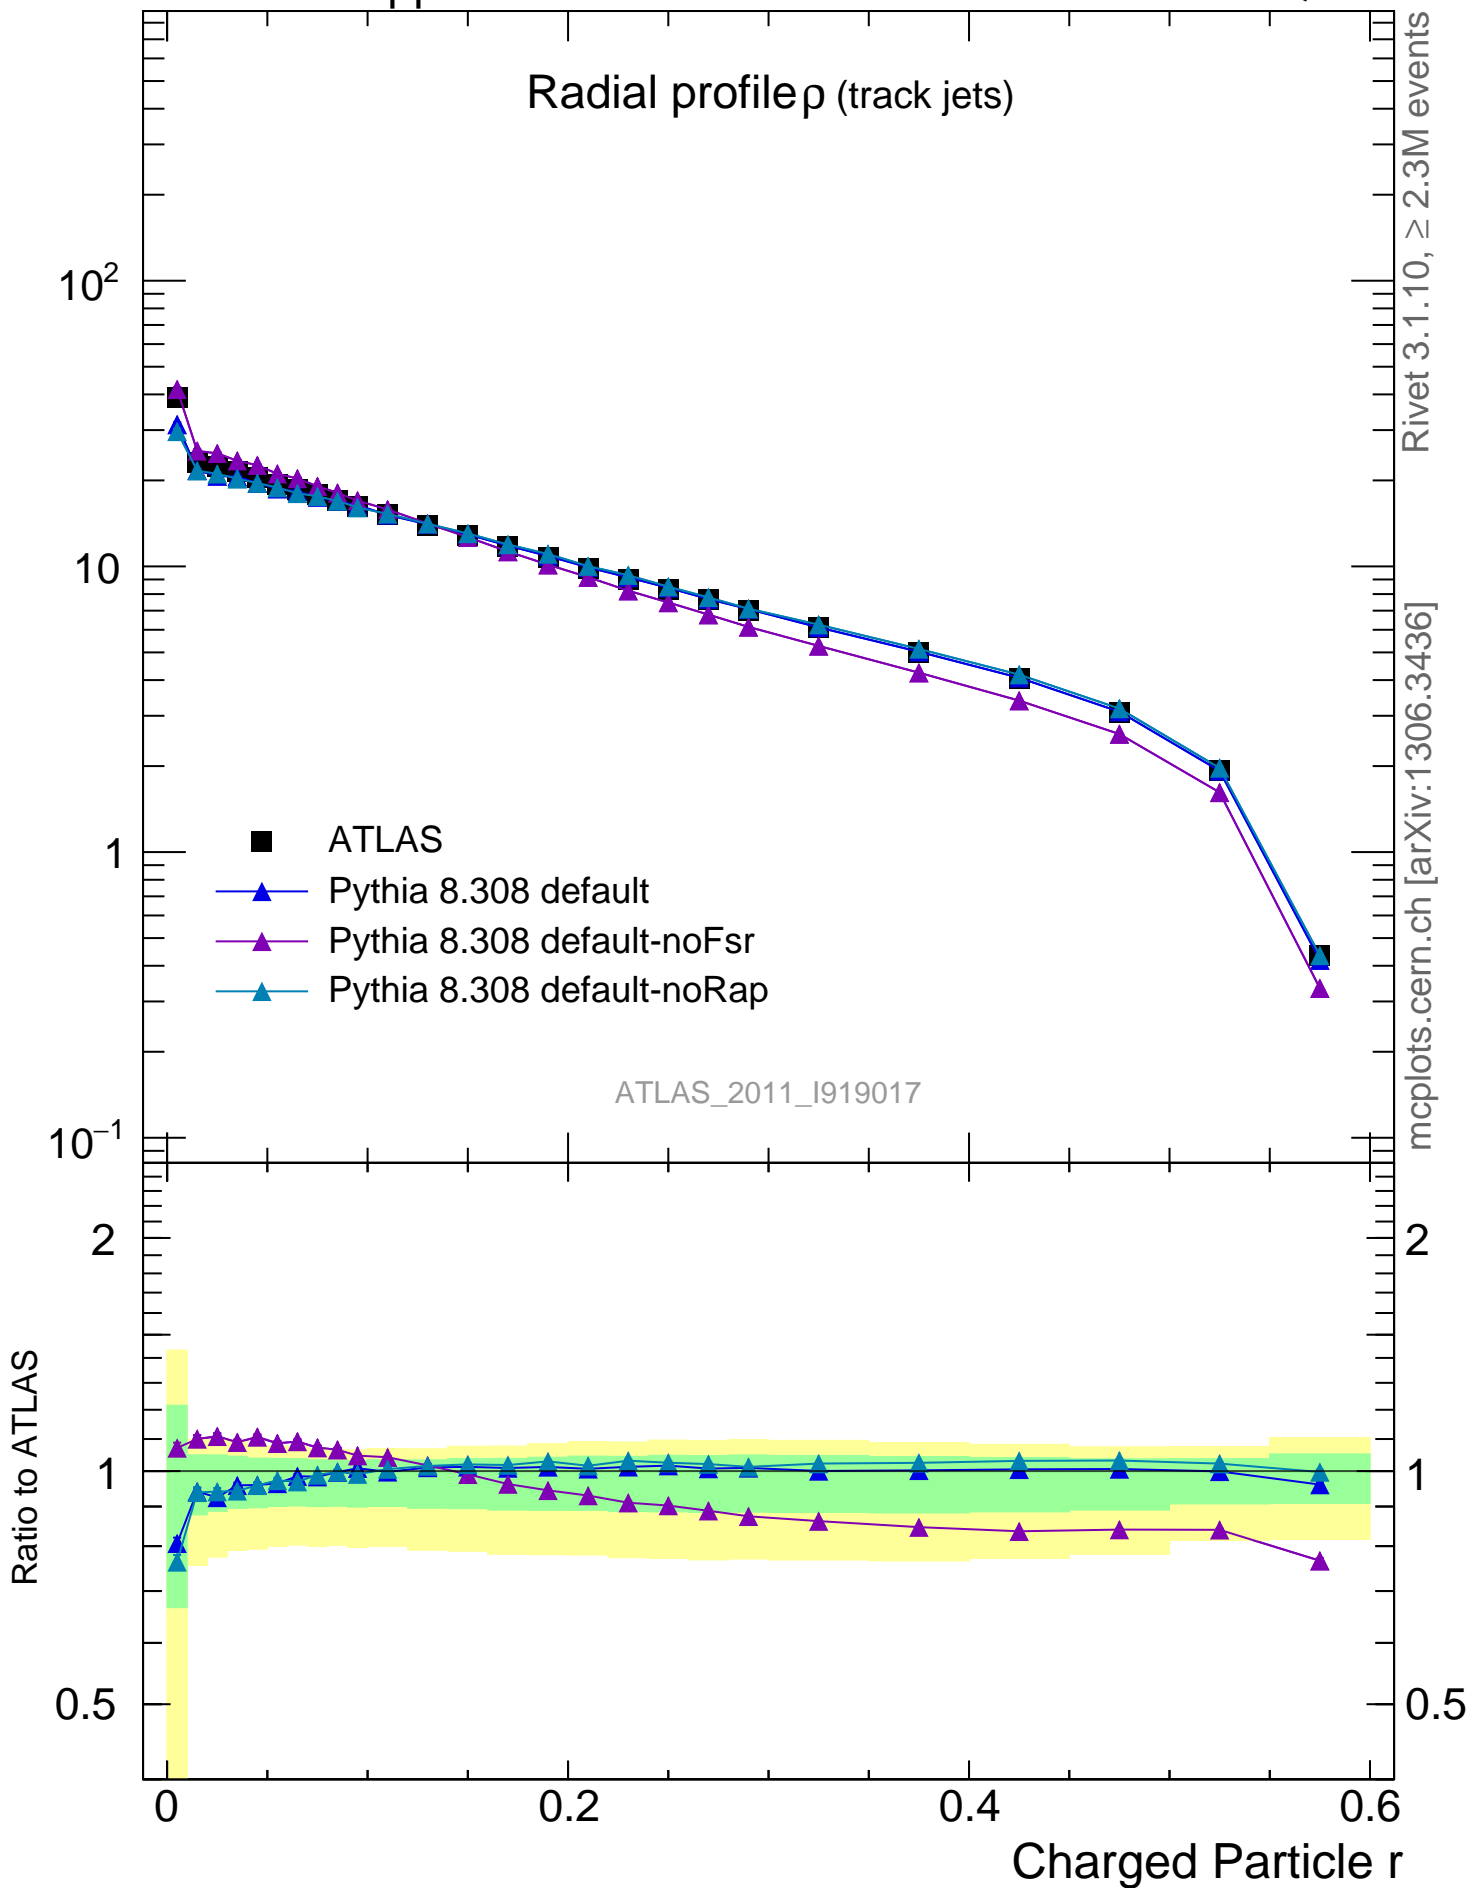 Radial profile ρ (track jets)
10²
10
1
10⁻¹
ATLAS
Pythia 8.308 default
Pythia 8.308 default-noFsr
Pythia 8.308 default-noRap
ATLAS_2011_I919017
Rivet 3.1.10, ≥ 2.3M events
mcplots.cern.ch [arXiv:1306.3436]
Ratio to ATLAS
2
1
0.5
2
1
0.5
0
0.2
0.4
0.6
Charged Particle r